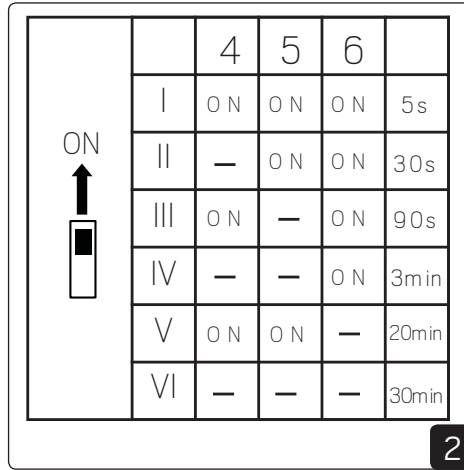 4 5 6
I ON ON ON 5s
ON
II – ON ON 30s
III ON – ON 90s
IV – – ON 3min
V ON ON – 20min
VI – – – 30min
2